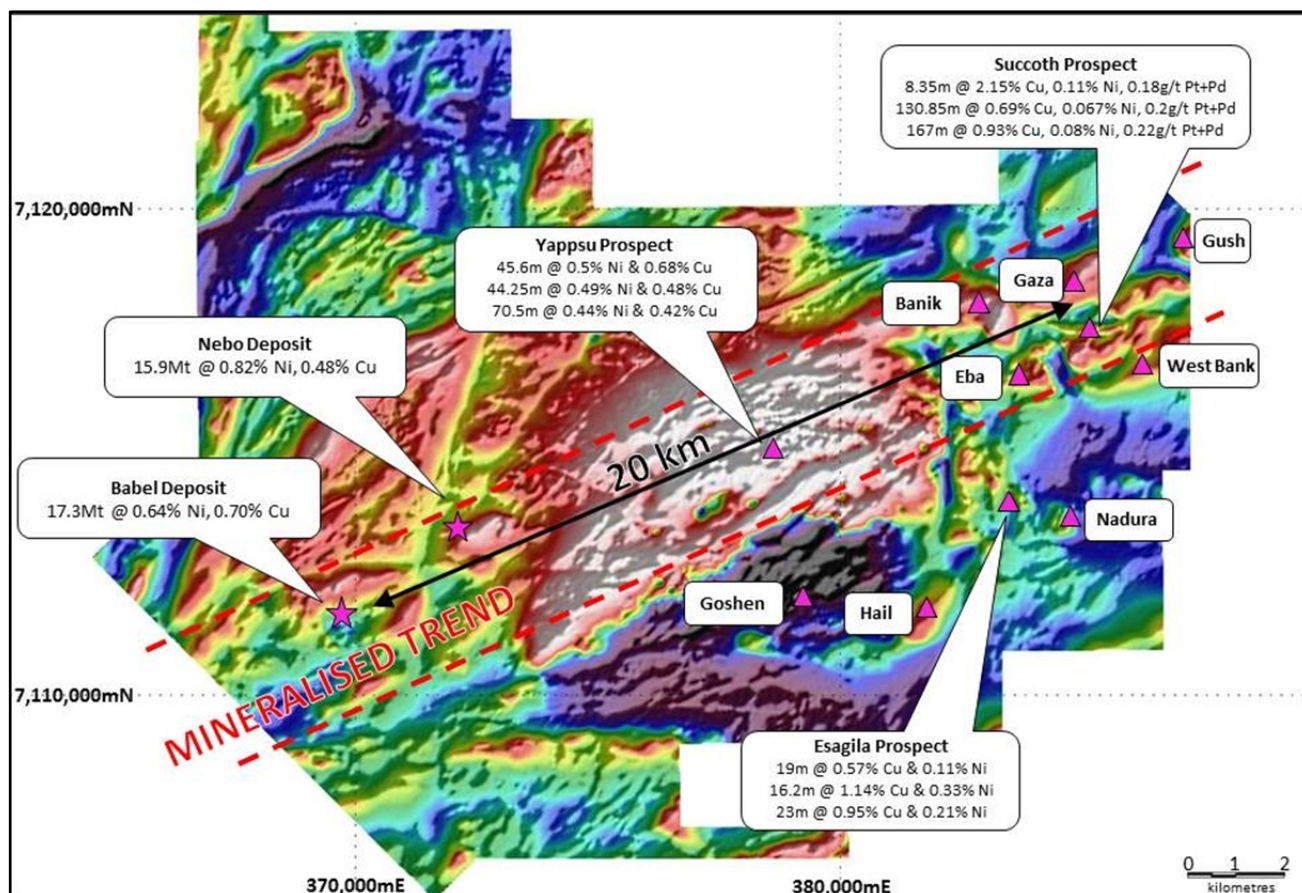 Succoth Prospect
8.35m @ 2.15% Cu, 0.11% Ni, 0.18g/t Pt+Pd
130.85m @ 0.69% Cu, 0.067% Ni, 0.2g/t Pt+Pd
167m @ 0.93% Cu, 0.08% Ni, 0.22g/t Pt+Pd
7,120,000mN
Gush
Yappsu Prospect
45.6m @ 0.5% Ni & 0.68% Cu
44.25m @ 0.49% Ni & 0.48% Cu
70.5m @ 0.44% Ni & 0.42% Cu
Gaza
Banik
Nebo Deposit
15.9Mt @ 0.82% Ni, 0.48% Cu
West Bank
Eba
20 km
Babel Deposit
17.3Mt @ 0.64% Ni, 0.70% Cu
Nadura
Goshen
Hail
MINERALISED TREND
7,110,000mN
Esagila Prospect
19m @ 0.57% Cu & 0.11% Ni
16.2m @ 1.14% Cu & 0.33% Ni
23m @ 0.95% Cu & 0.21% Ni
370,000mE
380,000mE
0 1 2
kilometres